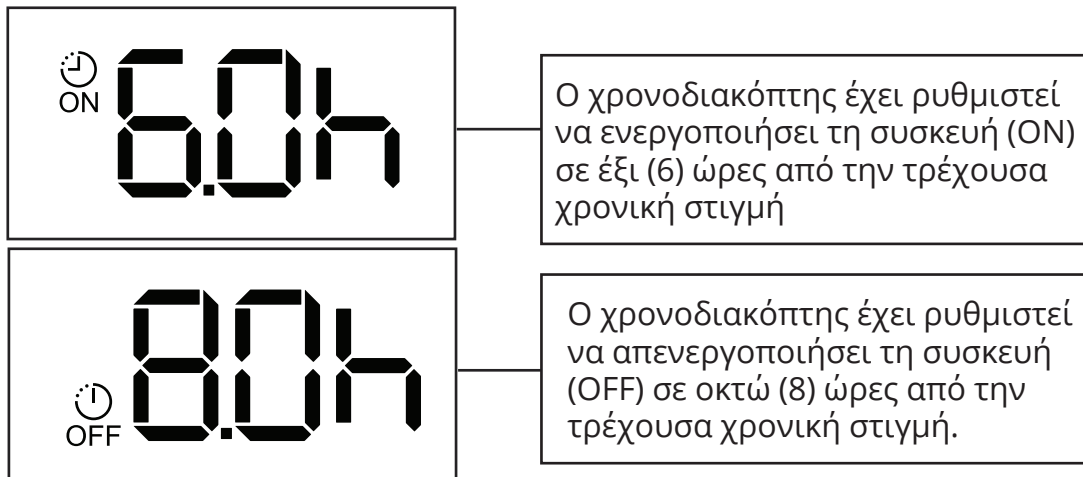 ON
6.0h
Ο χρονοδιακόπτης έχει ρυθμιστεί
να ενεργοποιήσει τη συσκευή (ON)
σε έξι (6) ώρες από την τρέχουσα
χρονική στιγμή
OFF
8.0h
Ο χρονοδιακόπτης έχει ρυθμιστεί
να απενεργοποιήσει τη συσκευή
(OFF) σε οκτώ (8) ώρες από την
τρέχουσα χρονική στιγμή.